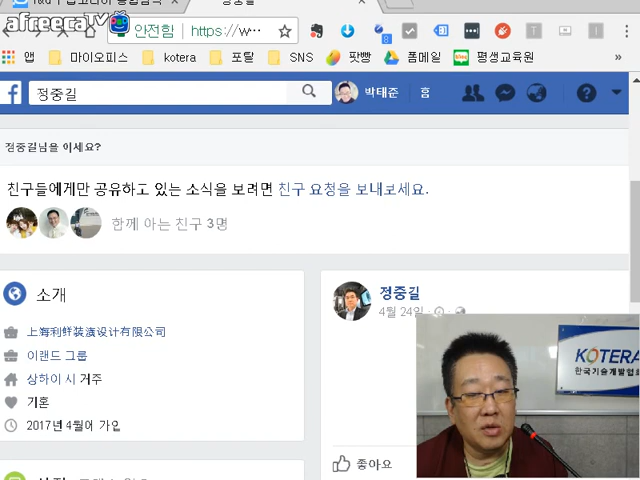 afreecaTV
안전함 https://w...
앱 마이오피스 kotera 포탈 SNS 팟빵 폼메일 평생교육원 »
정중길 박태준 홈
정중길님을 아세요?
친구들에게만 공유하고 있는 소식을 보려면 친구 요청을 보내보세요.
함께 아는 친구 3명
소개
上海利鲜装潢设计有限公司
이랜드 그룹
상하이 시 거주
기혼
2017년 4월에 가입
정중길
4월 24일
좋아요
KOTERA
한국기술개발협회